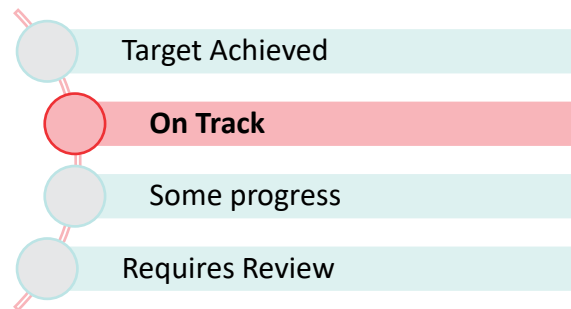 Target Achieved
On Track
Some progress
Requires Review